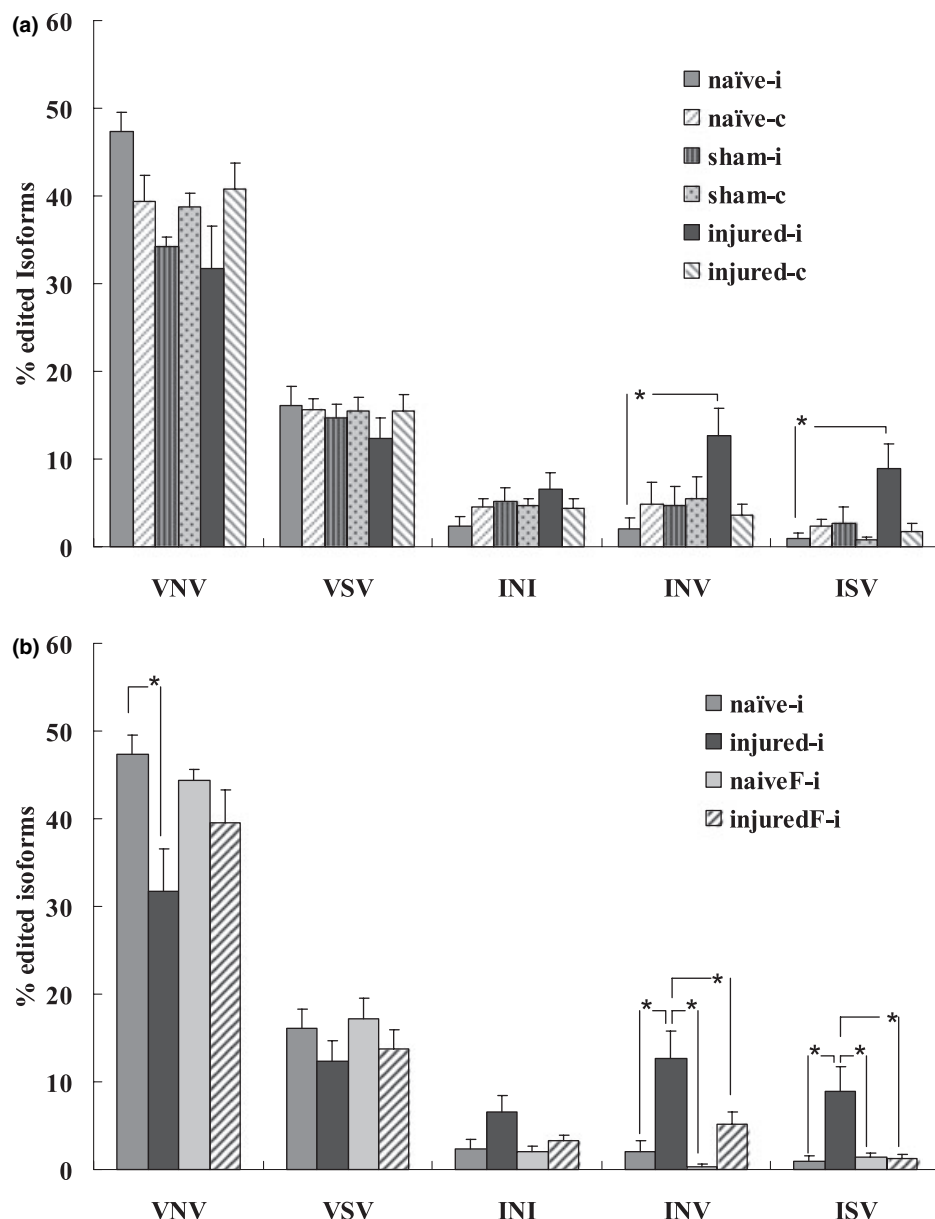 (a)
60
50
40
30
20
10
0
% edited Isoforms
naïve-i
naïve-c
sham-i
sham-c
injured-i
injured-c
*
*
VNV VSV INI INV ISV
(b)
60
50
40
30
20
10
0
% edited isoforms
naïve-i
injured-i
naiveF-i
injuredF-i
*
*
* *
*
* *
VNV VSV INI INV ISV